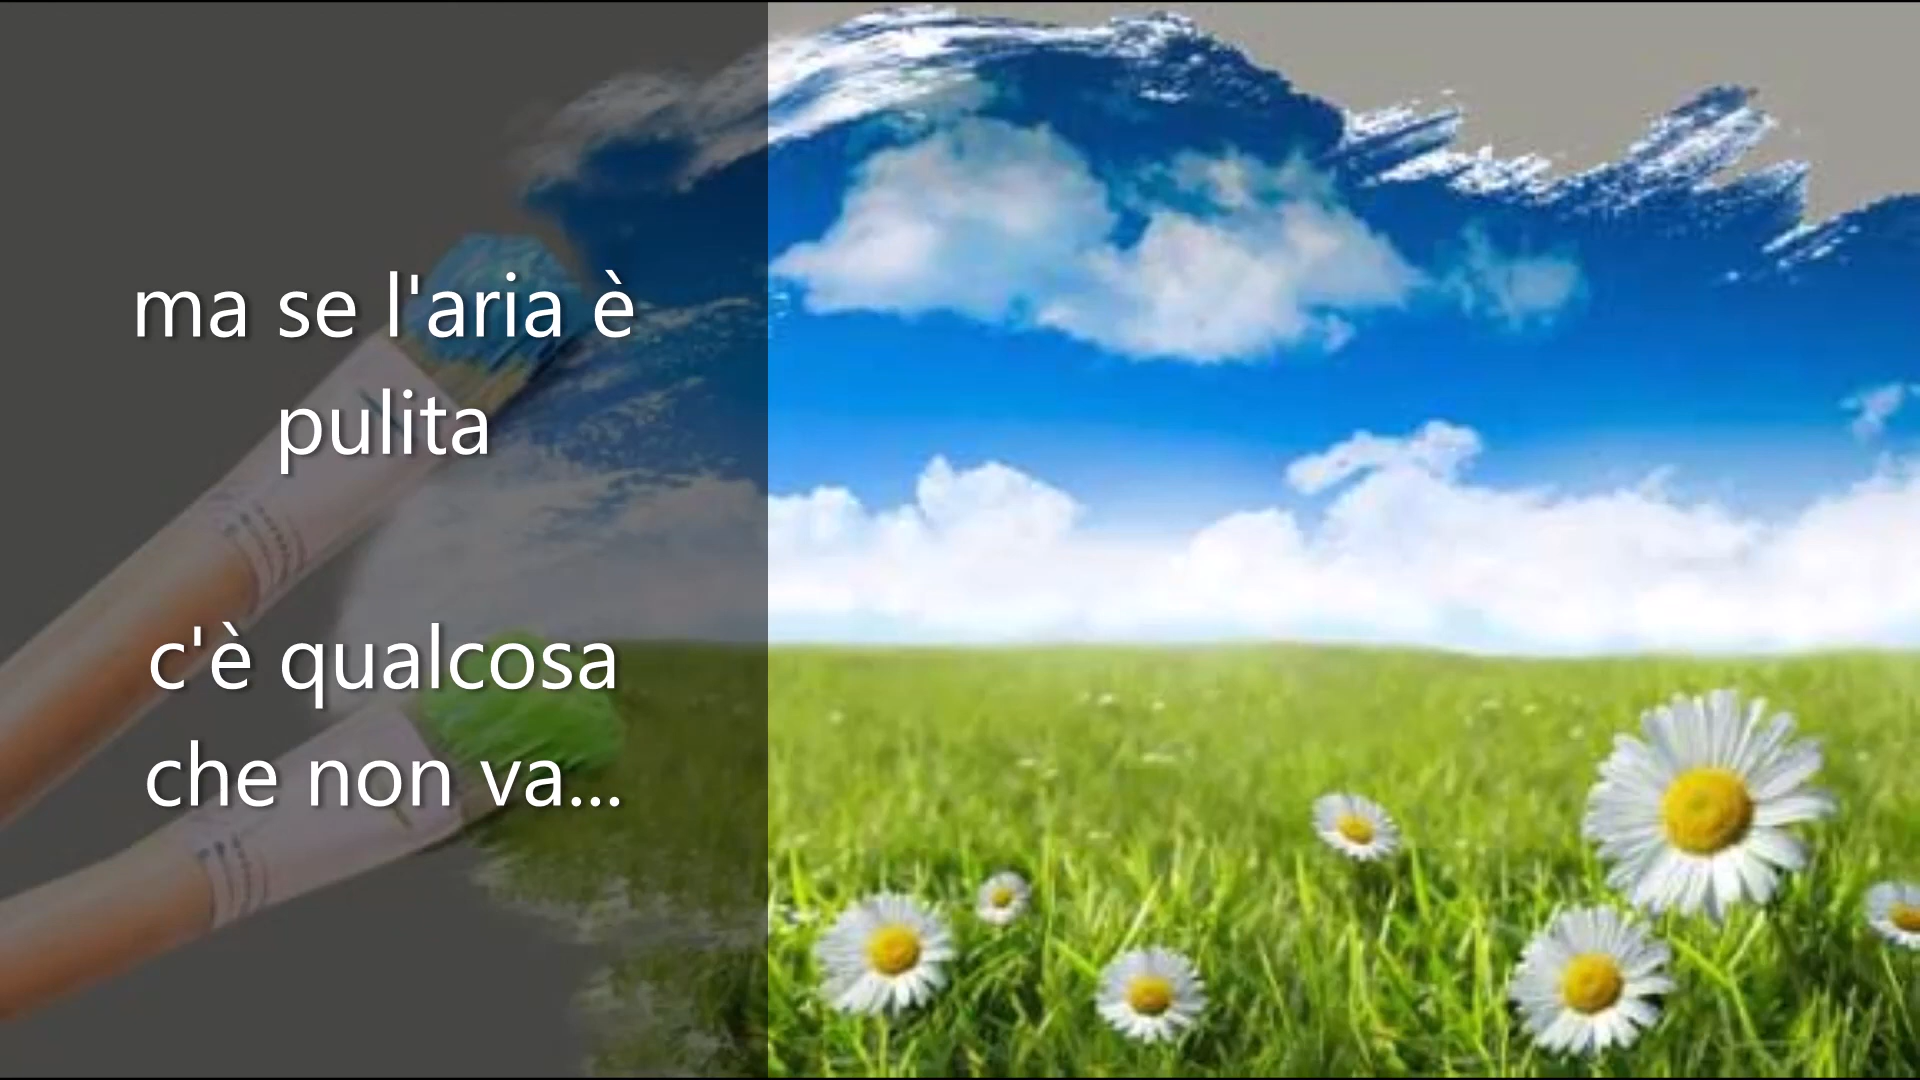 ma se l'aria è
pulita
c'è qualcosa
che non va...